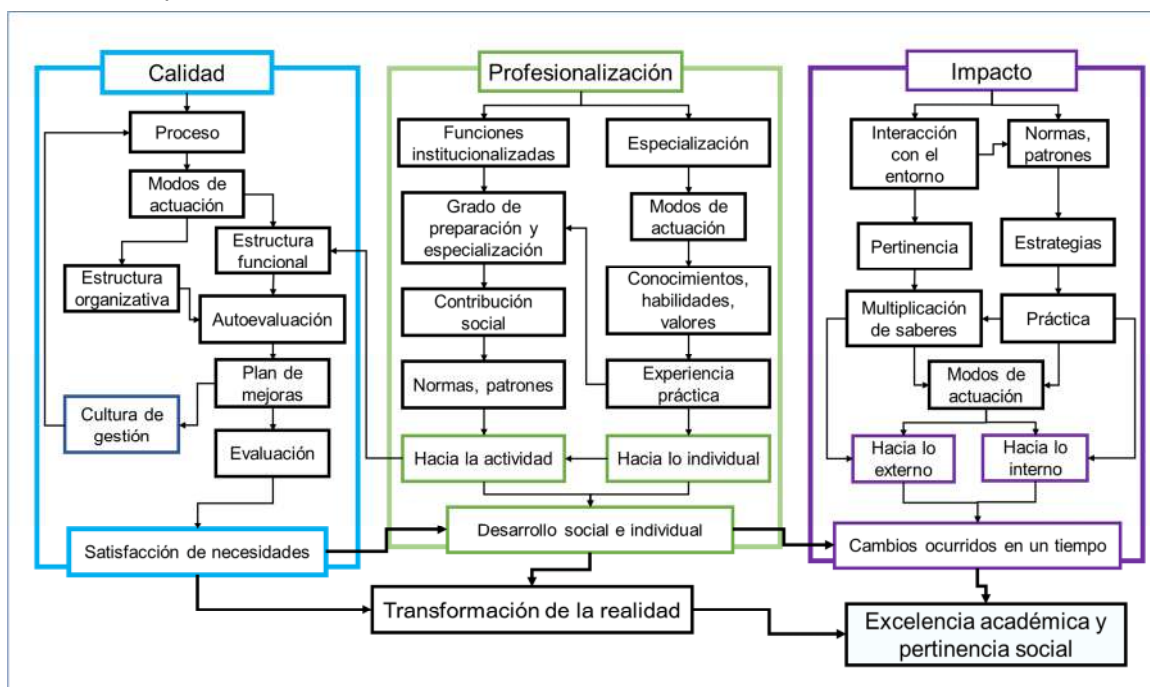 Calidad
Proceso
Modos de
actuación
Estructura
funcional
Estructura
organizativa
Autoevaluación
Plan de
mejoras
Cultura de
gestión
Evaluación
Satisfacción de necesidades
Profesionalización
Funciones
institucionalizadas
Especialización
Grado de
preparación y
especialización
Modos de
actuación
Contribución
social
Conocimientos,
habilidades,
valores
Normas, patrones
Experiencia
práctica
Hacia la actividad
Hacia lo individual
Desarrollo social e individual
Impacto
Interacción
con el
entorno
Normas,
patrones
Pertinencia
Estrategias
Multiplicación
de saberes
Práctica
Modos de
actuación
Hacia lo
externo
Hacia lo
interno
Cambios ocurridos en un tiempo
Transformación de la realidad
Excelencia académica y
pertinencia social